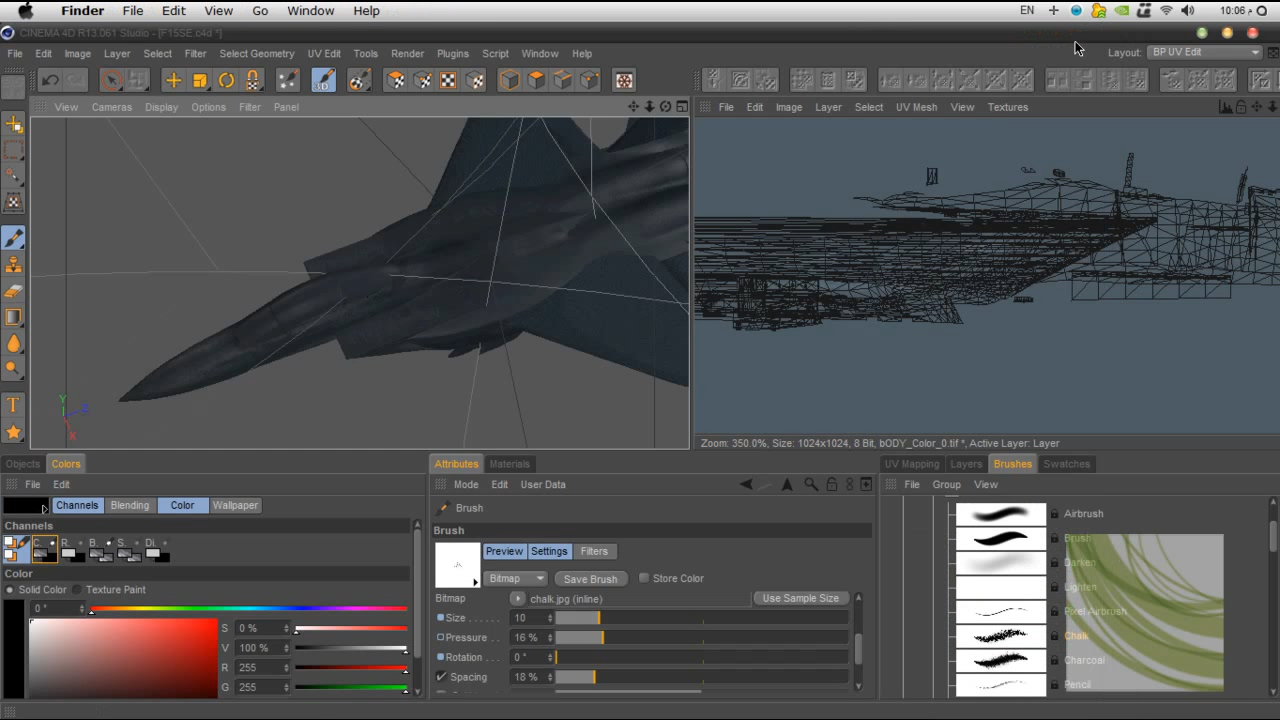 Finder File Edit View Go Window Help EN 10:06 م
CINEMA 4D R13.061 Studio - [F15SE.c4d *]
File Edit Image Layer Select Filter Select Geometry UV Edit Tools Render Plugins Script Window Help Layout: BP UV Edit
View Cameras Display Options Filter Panel
File Edit Image Layer Select UV Mesh View Textures
3D
Y
X
T
Zoom: 350.0%, Size: 1024x1024, 8 Bit, bODY_Color_0.tif *, Active Layer: Layer
Objects Colors
File Edit
Channels Blending Color Wallpaper
Channels
C. R. B. S. Di.
Color
Solid Color Texture Paint
0 °
S 0 %
V 100 %
R 255
G 255
Attributes Materials
Mode Edit User Data
Brush
Brush
Preview Settings Filters
Bitmap Save Brush Store Color
Bitmap chalk.jpg (inline) Use Sample Size
Size 10
Pressure 16 %
Rotation 0 °
Spacing 18 %
UV Mapping Layers Brushes Swatches
File Group View
Airbrush
Brush
Darken
Lighten
Pixel Airbrush
Chalk
Charcoal
Pencil